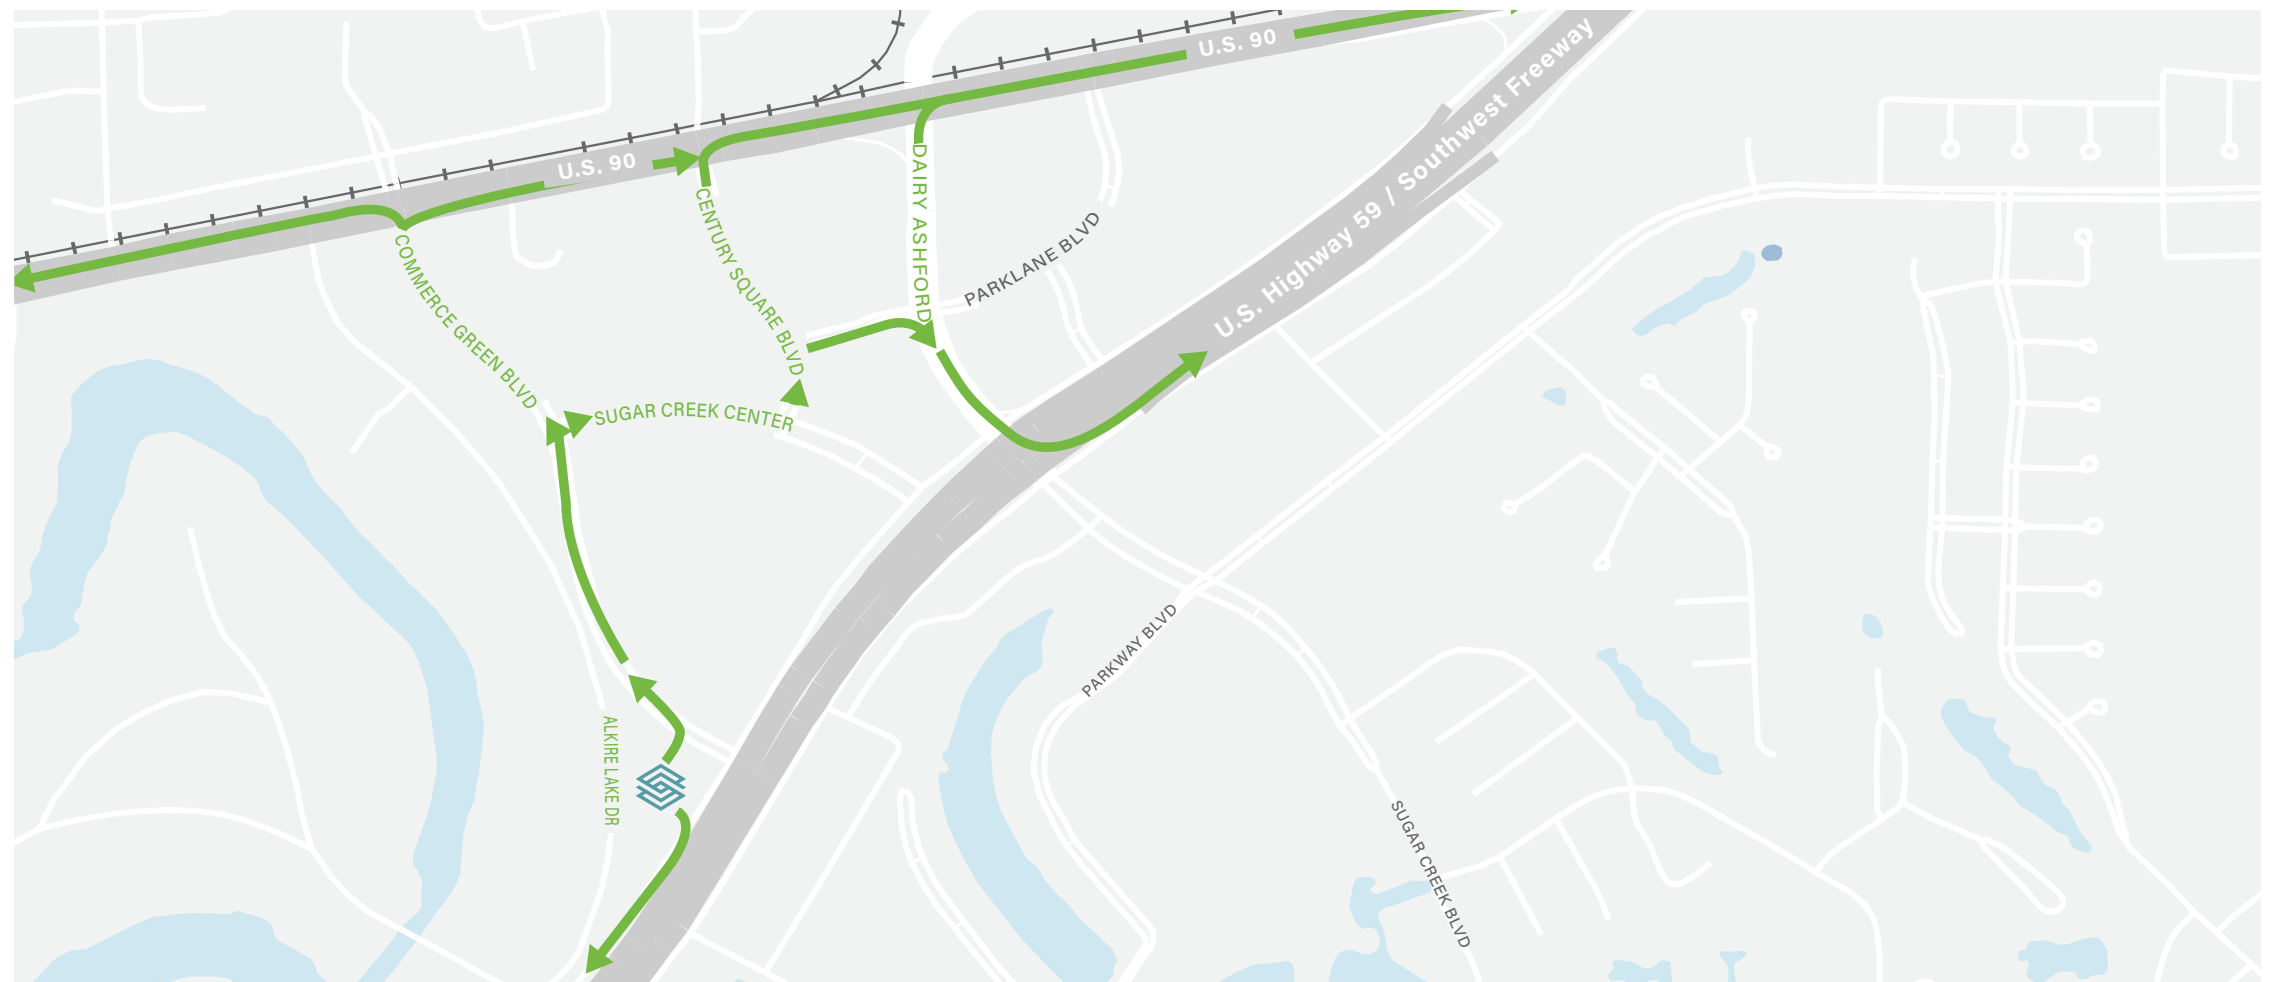 U.S. 90
U.S. Highway 59 / Southwest Freeway
U.S. 90
DAIRY ASHFORD
CENTURY SQUARE BLVD
PARKLANE BLVD
COMMERCE GREEN BLVD
SUGAR CREEK CENTER
PARKWAY BLVD
ALKIRE LAKE DR
SUGAR CREEK BLVD